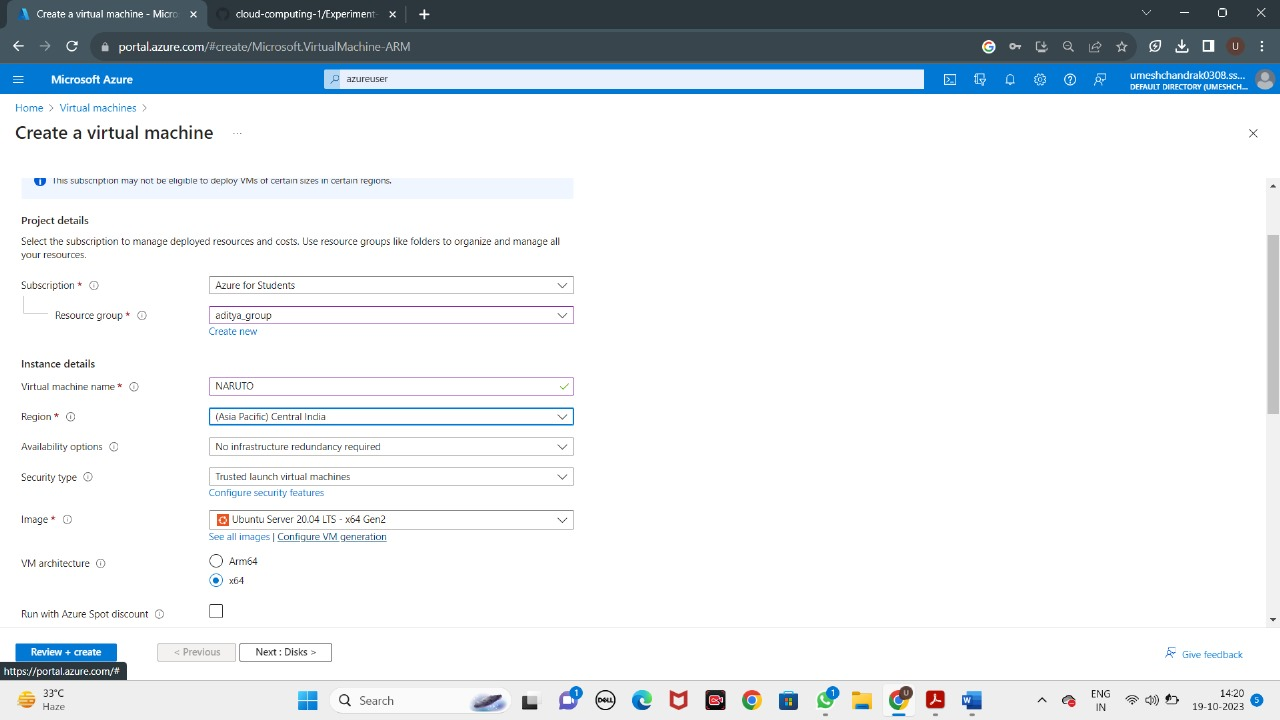 Create a virtual machine - Micro
cloud-computing-1/Experiment-
portal.azure.com/#create/Microsoft.VirtualMachine-ARM
U
Microsoft Azure
azureuser
umeshchandrak0308.ss...
DEFAULT DIRECTORY (UMESHCH...
Home > Virtual machines >
Create a virtual machine ...
This subscription may not be eligible to deploy VMs of certain sizes in certain regions.
Project details
Select the subscription to manage deployed resources and costs. Use resource groups like folders to organize and manage all
your resources.
Subscription * Azure for Students
Resource group * aditya_group
Create new
Instance details
Virtual machine name * NARUTO
Region * (Asia Pacific) Central India
Availability options No infrastructure redundancy required
Security type Trusted launch virtual machines
Configure security features
Image * Ubuntu Server 20.04 LTS - x64 Gen2
See all images | Configure VM generation
VM architecture Arm64
x64
Run with Azure Spot discount
Review + create < Previous Next : Disks > Give feedback
https://portal.azure.com/#
33°C
Haze
Search
1
DELL
1
U
ENG
IN
14:20
19-10-2023
5